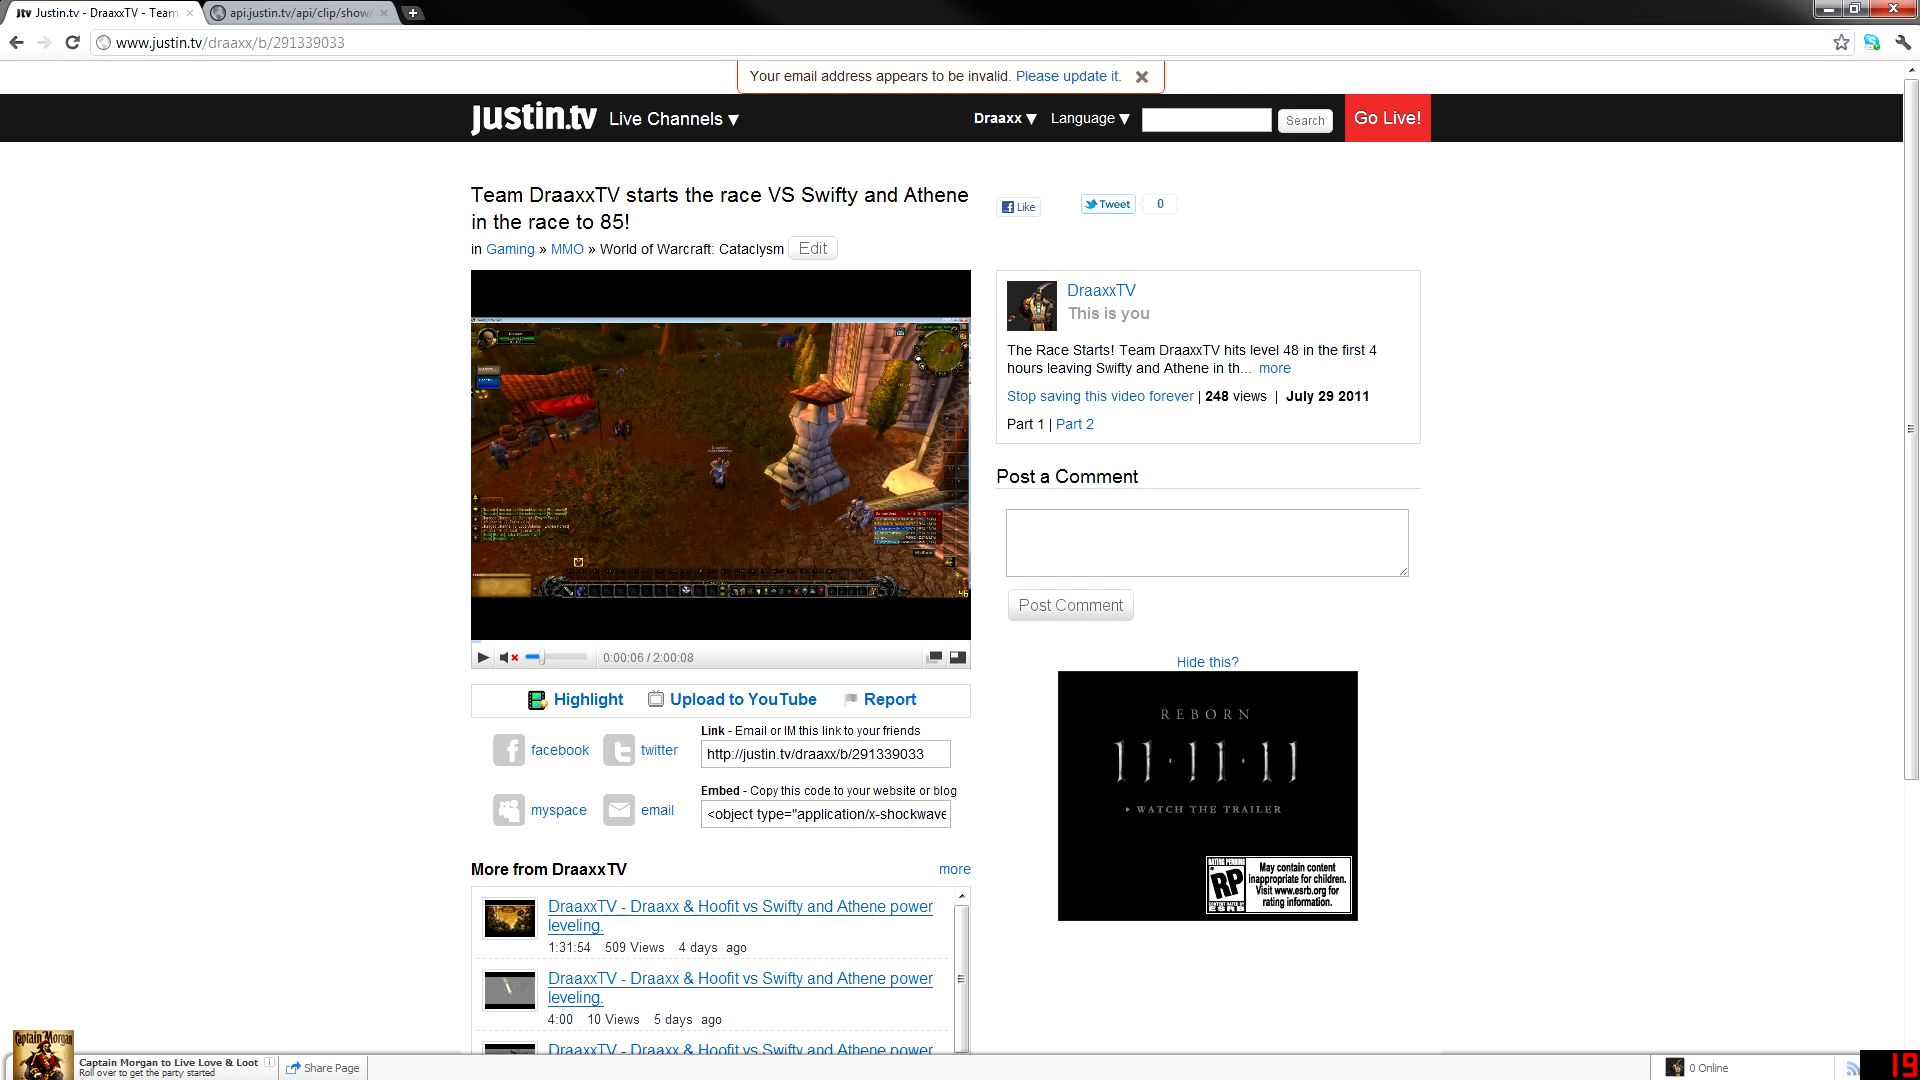 Jtv Justin.tv - DraaxxTV - Team
api.justin.tv/api/clip/show/
www.justin.tv/draaxx/b/291339033
Your email address appears to be invalid. Please update it.
Justin.tv Live Channels ▼
Draaxx ▼ Language ▼ Search Go Live!
Team DraaxxTV starts the race VS Swifty and Athene
in the race to 85!
in Gaming » MMO » World of Warcraft: Cataclysm Edit
Like
Tweet 0
DraaxxTV
This is you
The Race Starts! Team DraaxxTV hits level 48 in the first 4
hours leaving Swifty and Athene in th... more
Stop saving this video forever | 248 views | July 29 2011
Part 1 | Part 2
Post a Comment
Post Comment
46
0:00:06 / 2:00:08
Highlight Upload to YouTube Report
facebook twitter
myspace email
Link - Email or IM this link to your friends
http://justin.tv/draaxx/b/291339033
Embed - Copy this code to your website or blog
<object type="application/x-shockwave
Hide this?
REBORN
11·11·11
WATCH THE TRAILER
RATING PENDING
RP
CONTENT RATED BY
ESRB
May contain content
inappropriate for children.
Visit www.esrb.org for
rating information.
More from DraaxxTV more
DraaxxTV - Draaxx & Hoofit vs Swifty and Athene power
leveling.
1:31:54 509 Views 4 days ago
DraaxxTV - Draaxx & Hoofit vs Swifty and Athene power
leveling.
4:00 10 Views 5 days ago
DraaxxTV - Draaxx & Hoofit vs Swifty and Athene power
Captain Morgan
Captain Morgan to Live Love & Loot
Roll over to get the party started
Share Page
0 Online
19